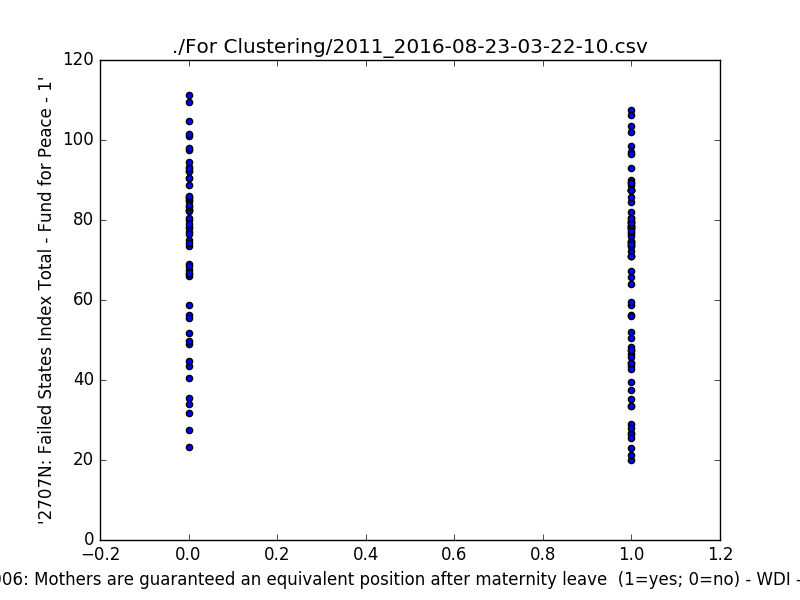 ./For Clustering/2011_2016-08-23-03-22-10.csv
120
100
80
60
40
20
0
'2707N: Failed States Index Total - Fund for Peace - 1'
−0.2 0.0 0.2 0.4 0.6 0.8 1.0 1.2
006: Mothers are guaranteed an equivalent position after maternity leave (1=yes; 0=no) - WDI -